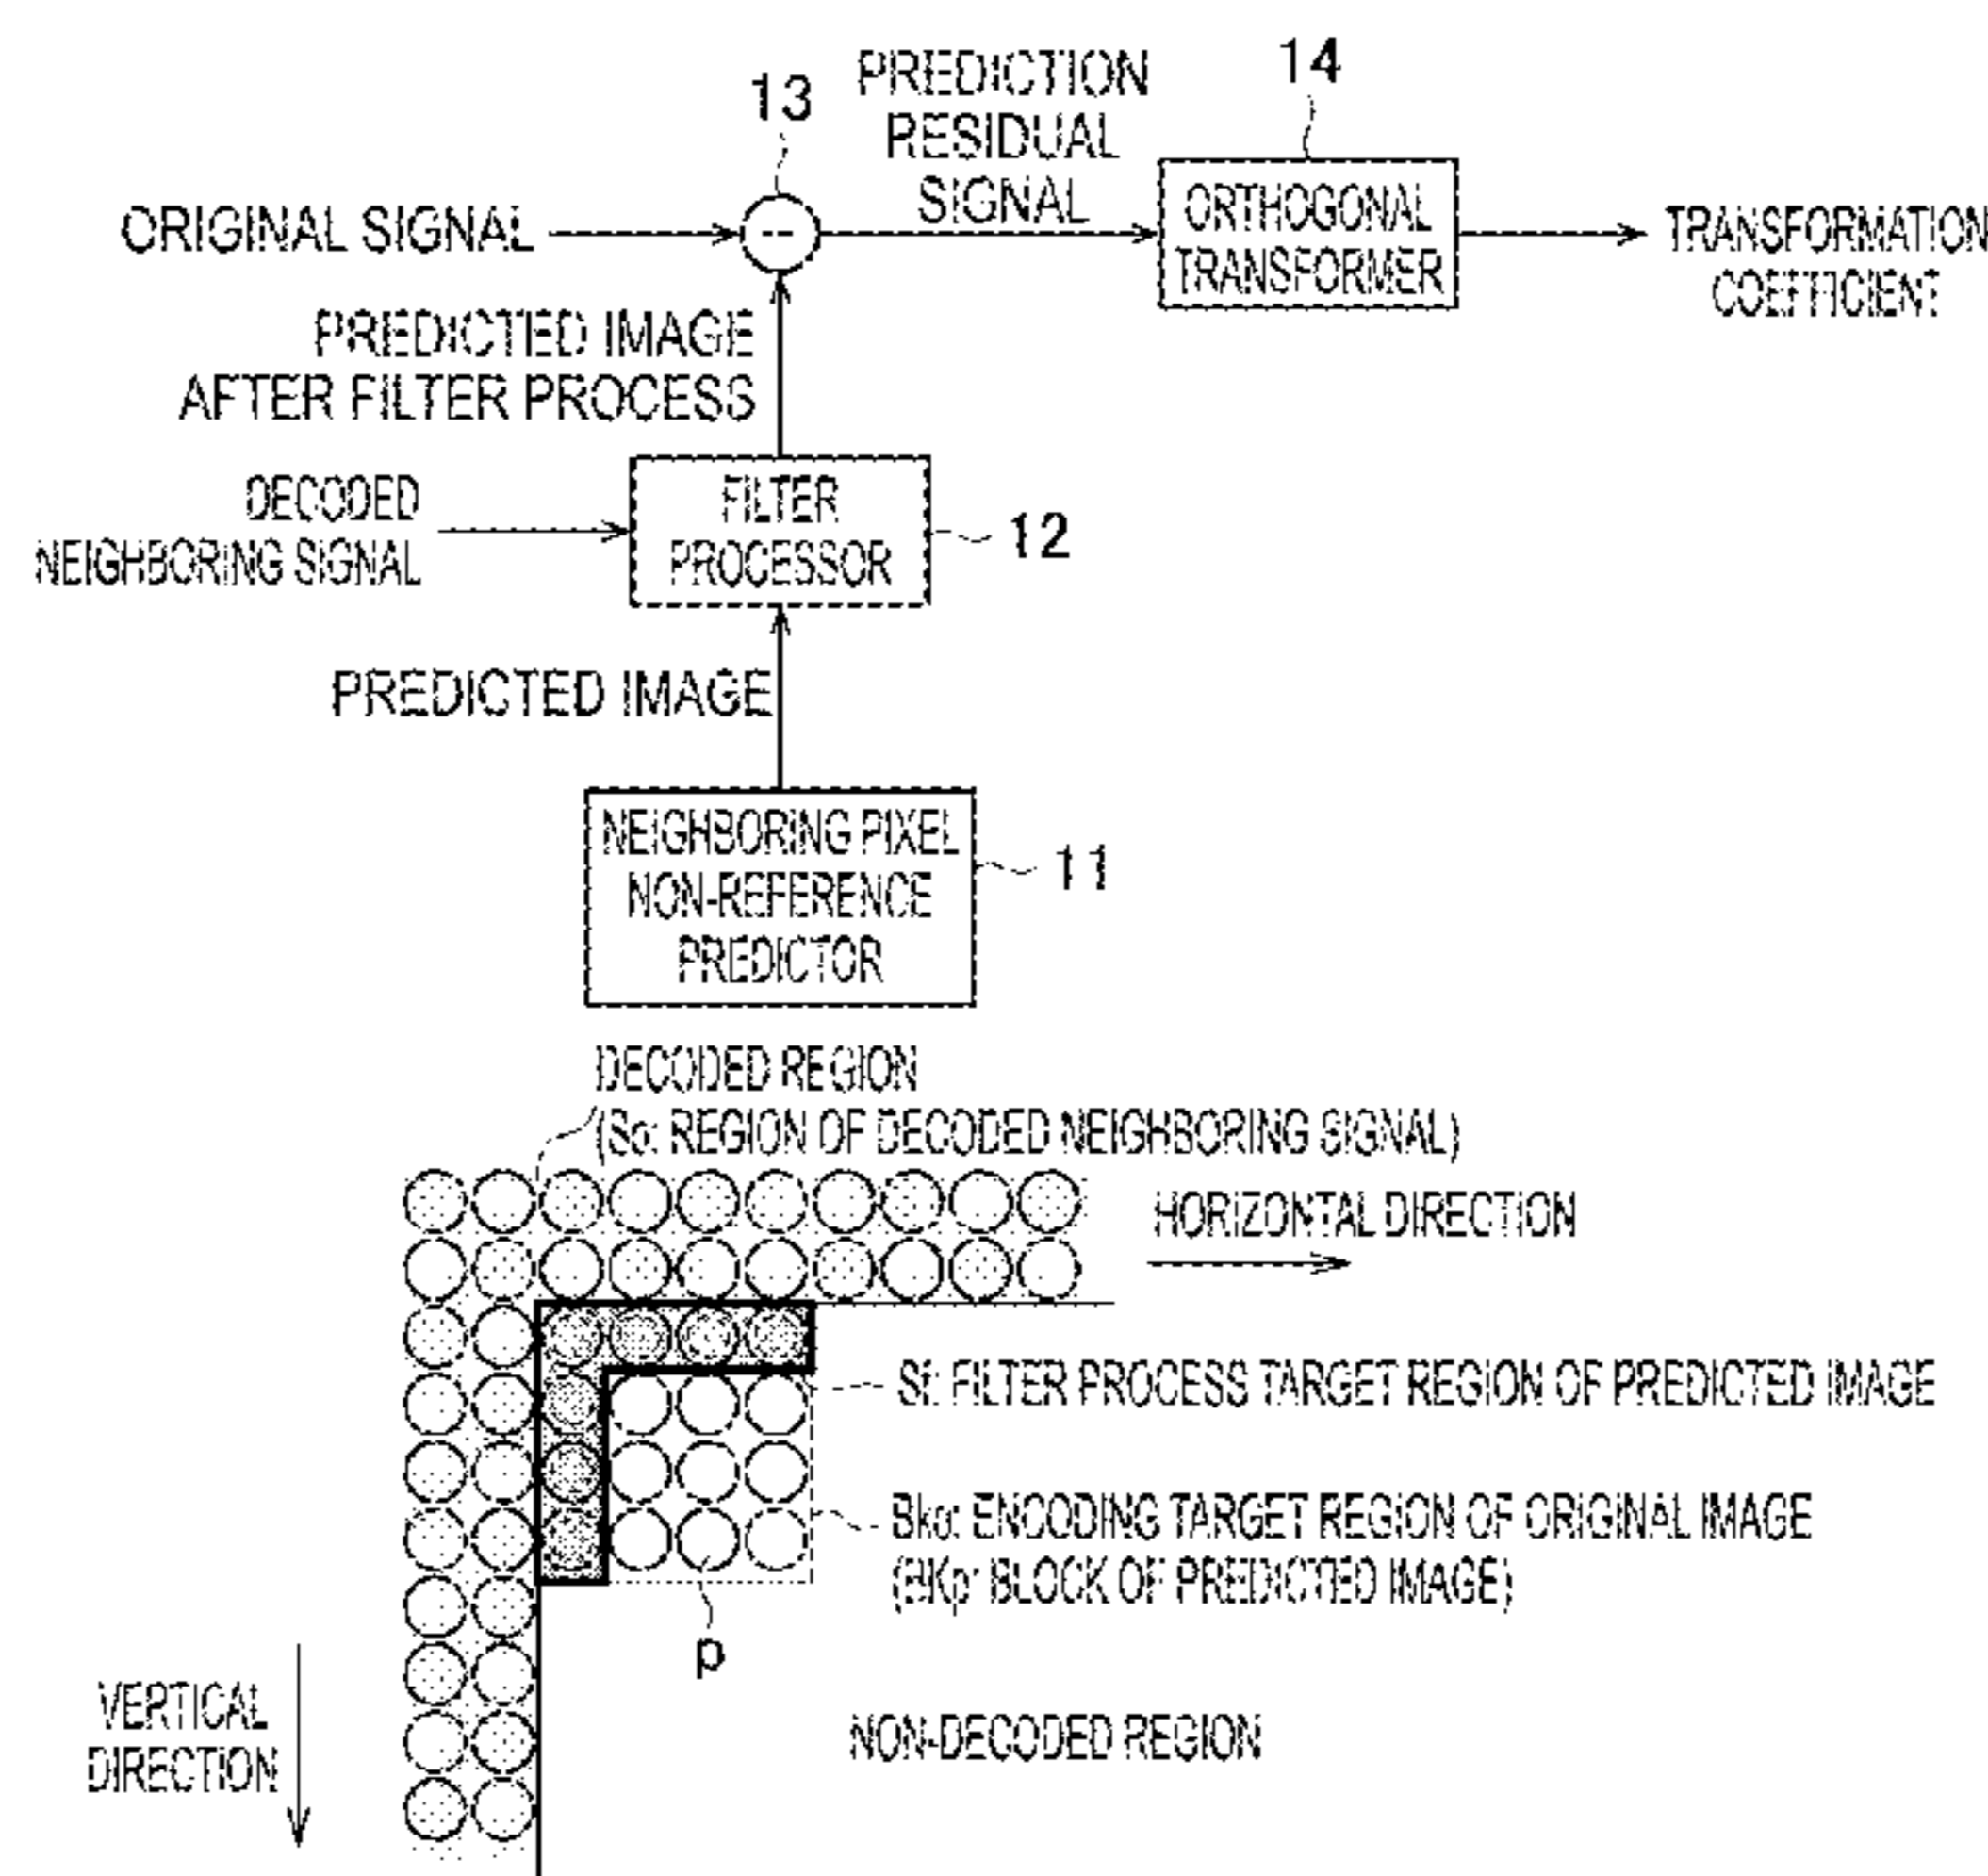 13
PREDICTION
RESIDUAL
SIGNAL
14
ORIGINAL SIGNAL
--
ORTHOGONAL
TRANSFORMER
TRANSFORMATION
COEFFICIENT
PREDICTED IMAGE
AFTER FILTER PROCESS
DECODED
NEIGHBORING SIGNAL
FILTER
PROCESSOR
12
PREDICTED IMAGE
NEIGHBORING PIXEL
NON-REFERENCE
PREDICTOR
11
DECODED REGION
(So: REGION OF DECODED NEIGHBORING SIGNAL)
HORIZONTAL DIRECTION
Sf: FILTER PROCESS TARGET REGION OF PREDICTED IMAGE
Bko: ENCODING TARGET REGION OF ORIGINAL IMAGE
(BKp: BLOCK OF PREDICTED IMAGE)
p
VERTICAL
DIRECTION
NON-DECODED REGION